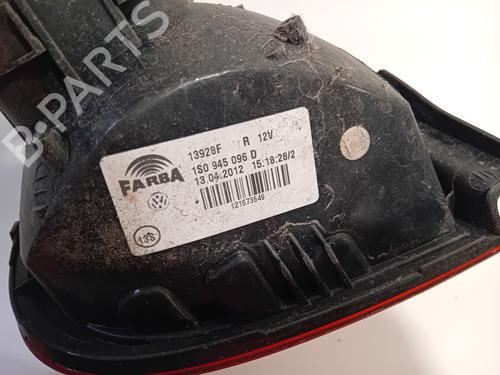 B-PARTS
13928F R 12V
1S0 945 096 D
13.04.2012 15:18:28/2
FARBA
121673649
13S